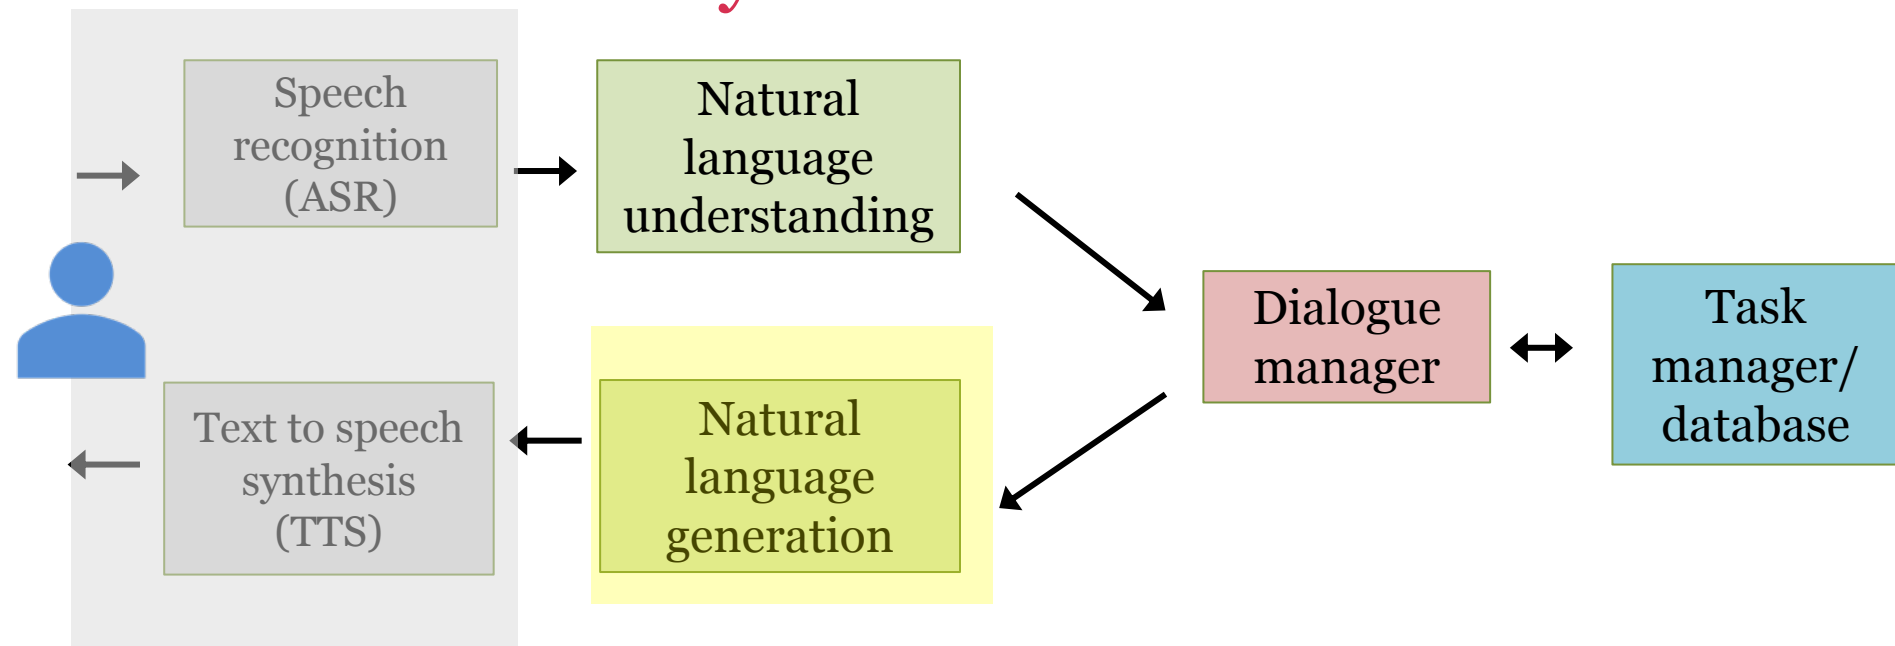 Speech
recognition
(ASR)
Natural
language
understanding
Dialogue
manager
Task
manager/
database
Text to speech
synthesis
(TTS)
Natural
language
generation